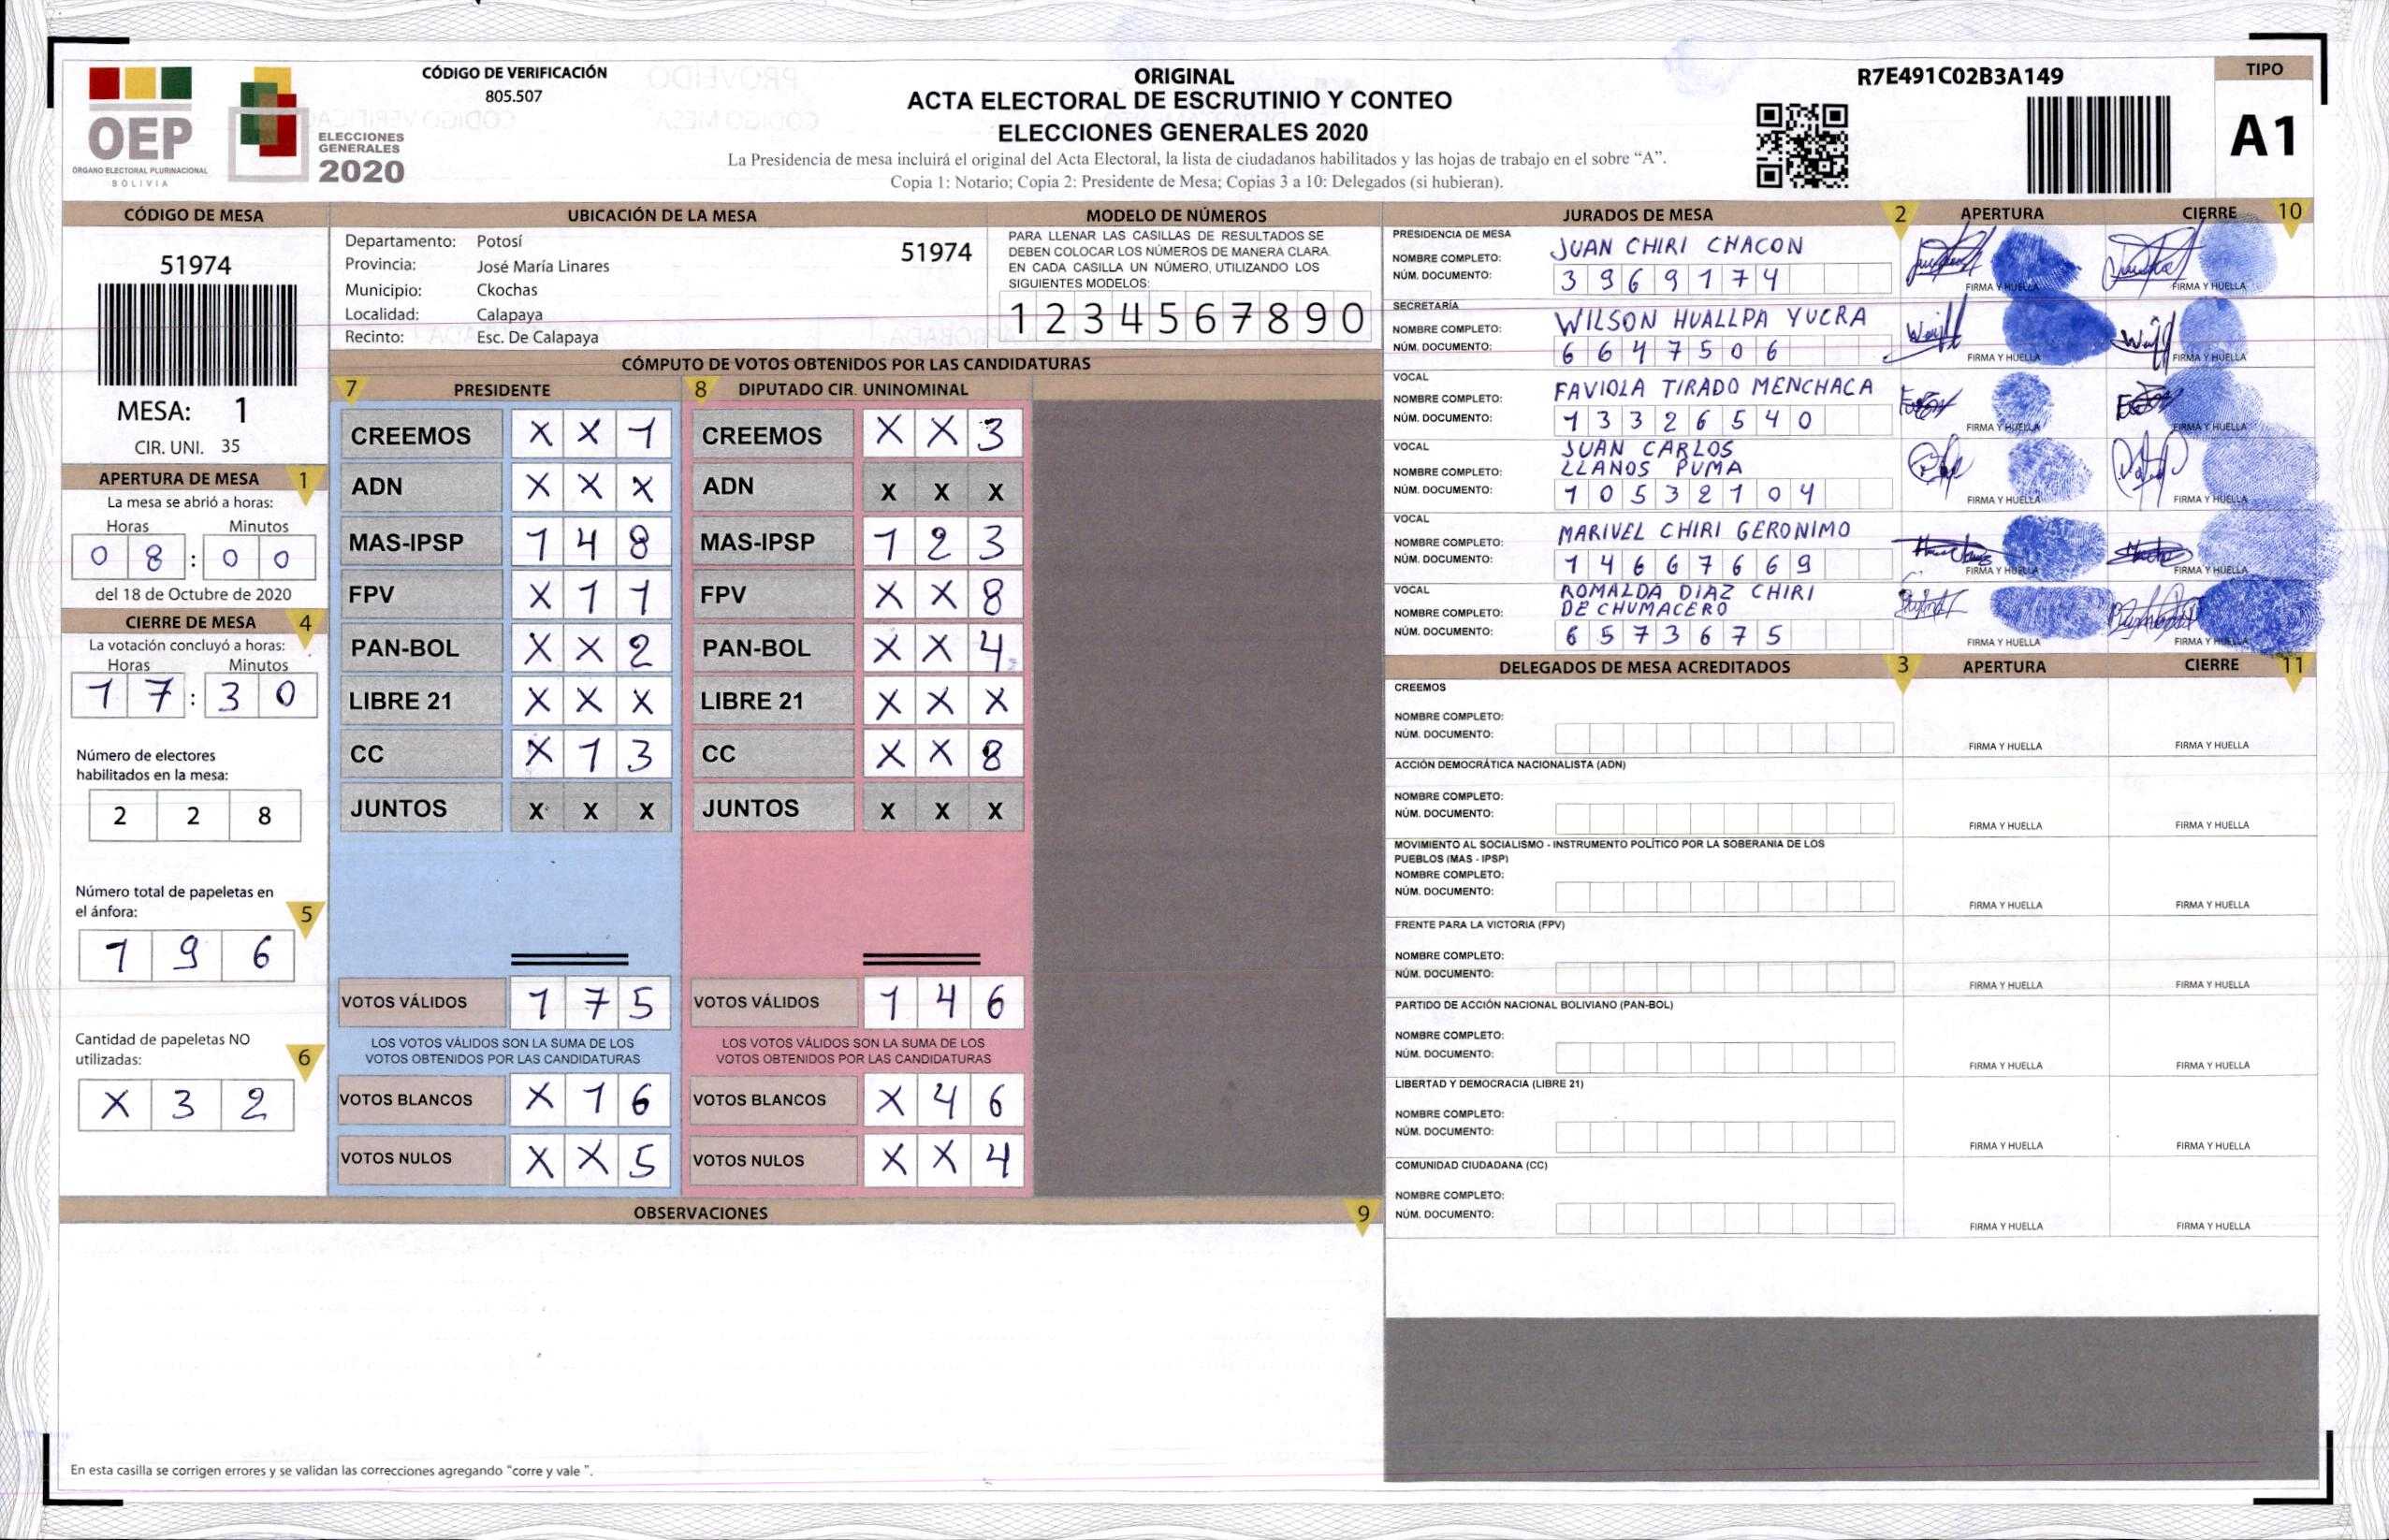 OEP
ÓRGANO ELECTORAL PLURINACIONAL
BOLIVIA
ELECCIONES
GENERALES
2020
CÓDIGO DE VERIFICACIÓN
805.507
ORIGINAL
ACTA ELECTORAL DE ESCRUTINIO Y CONTEO
ELECCIONES GENERALES 2020
La Presidencia de mesa incluirá el original del Acta Electoral, la lista de ciudadanos habilitados y las hojas de trabajo en el sobre “A”.
Copia 1: Notario; Copia 2: Presidente de Mesa; Copias 3 a 10: Delegados (si hubieran).
R7E491C02B3A149
TIPO
A1
CÓDIGO DE MESA
51974
MESA: 1
CIR. UNI. 35
APERTURA DE MESA 1
La mesa se abrió a horas:
Horas Minutos
0 8 : 0 0
del 18 de Octubre de 2020
CIERRE DE MESA 4
La votación concluyó a horas:
Horas Minutos
1 7 : 3 0
Número de electores
habilitados en la mesa:
2 2 8
Número total de papeletas en
el ánfora: 5
1 9 6
Cantidad de papeletas NO
utilizadas: 6
X 3 2
UBICACIÓN DE LA MESA
Departamento: Potosí 51974
Provincia: José María Linares
Municipio: Ckochas
Localidad: Calapaya
Recinto: Esc. De Calapaya
MODELO DE NÚMEROS
PARA LLENAR LAS CASILLAS DE RESULTADOS SE
DEBEN COLOCAR LOS NÚMEROS DE MANERA CLARA.
EN CADA CASILLA UN NÚMERO, UTILIZANDO LOS
SIGUIENTES MODELOS:
1 2 3 4 5 6 7 8 9 0
CÓMPUTO DE VOTOS OBTENIDOS POR LAS CANDIDATURAS
7 PRESIDENTE
CREEMOS X X 1
ADN X X X
MAS-IPSP 1 4 8
FPV X 1 1
PAN-BOL X X 2
LIBRE 21 X X X
CC X 1 3
JUNTOS X X X
VOTOS VÁLIDOS 1 7 5
LOS VOTOS VÁLIDOS SON LA SUMA DE LOS
VOTOS OBTENIDOS POR LAS CANDIDATURAS
VOTOS BLANCOS X 1 6
VOTOS NULOS X X 5
8 DIPUTADO CIR. UNINOMINAL
CREEMOS X X 3
ADN X X X
MAS-IPSP 1 2 3
FPV X X 8
PAN-BOL X X 4
LIBRE 21 X X X
CC X X 8
JUNTOS X X X
VOTOS VÁLIDOS 1 4 6
LOS VOTOS VÁLIDOS SON LA SUMA DE LOS
VOTOS OBTENIDOS POR LAS CANDIDATURAS
VOTOS BLANCOS X 4 6
VOTOS NULOS X X 4
OBSERVACIONES 9
En esta casilla se corrigen errores y se validan las correcciones agregando “corre y vale ”.
JURADOS DE MESA 2 APERTURA CIERRE 10
PRESIDENCIA DE MESA
NOMBRE COMPLETO: JUAN CHIRI CHACON
NÚM. DOCUMENTO: 3 9 6 9 1 7 4
FIRMA Y HUELLA FIRMA Y HUELLA
SECRETARÍA
NOMBRE COMPLETO: WILSON HUALLPA YUCRA
NÚM. DOCUMENTO: 6 6 4 7 5 0 6
FIRMA Y HUELLA FIRMA Y HUELLA
VOCAL
NOMBRE COMPLETO: FAVIOLA TIRADO MENCHACA
NÚM. DOCUMENTO: 1 3 3 2 6 5 4 0
FIRMA Y HUELLA FIRMA Y HUELLA
VOCAL JUAN CARLOS
NOMBRE COMPLETO: LLANOS PUMA
NÚM. DOCUMENTO: 1 0 5 3 2 1 0 4
FIRMA Y HUELLA FIRMA Y HUELLA
VOCAL
NOMBRE COMPLETO: MARIVEL CHIRI GERONIMO
NÚM. DOCUMENTO: 1 4 6 6 7 6 6 9
FIRMA Y HUELLA FIRMA Y HUELLA
VOCAL ROMALDA DIAZ CHIRI
NOMBRE COMPLETO: DE CHUMACERO
NÚM. DOCUMENTO: 6 5 7 3 6 7 5
FIRMA Y HUELLA FIRMA Y HUELLA
DELEGADOS DE MESA ACREDITADOS 3 APERTURA CIERRE 11
CREEMOS
NOMBRE COMPLETO:
NÚM. DOCUMENTO:
FIRMA Y HUELLA FIRMA Y HUELLA
ACCIÓN DEMOCRÁTICA NACIONALISTA (ADN)
NOMBRE COMPLETO:
NÚM. DOCUMENTO:
FIRMA Y HUELLA FIRMA Y HUELLA
MOVIMIENTO AL SOCIALISMO - INSTRUMENTO POLÍTICO POR LA SOBERANIA DE LOS
PUEBLOS (MAS - IPSP)
NOMBRE COMPLETO:
NÚM. DOCUMENTO:
FIRMA Y HUELLA FIRMA Y HUELLA
FRENTE PARA LA VICTORIA (FPV)
NOMBRE COMPLETO:
NÚM. DOCUMENTO:
FIRMA Y HUELLA FIRMA Y HUELLA
PARTIDO DE ACCIÓN NACIONAL BOLIVIANO (PAN-BOL)
NOMBRE COMPLETO:
NÚM. DOCUMENTO:
FIRMA Y HUELLA FIRMA Y HUELLA
LIBERTAD Y DEMOCRACIA (LIBRE 21)
NOMBRE COMPLETO:
NÚM. DOCUMENTO:
FIRMA Y HUELLA FIRMA Y HUELLA
COMUNIDAD CIUDADANA (CC)
NOMBRE COMPLETO:
NÚM. DOCUMENTO:
FIRMA Y HUELLA FIRMA Y HUELLA